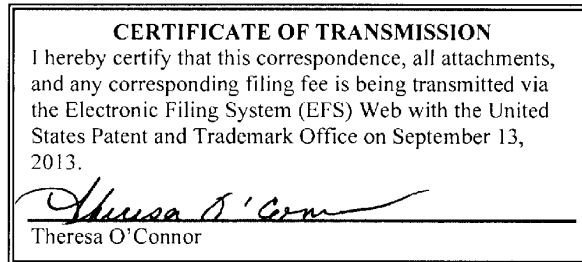 CERTIFICATE OF TRANSMISSION
I hereby certify that this correspondence, all attachments,
and any corresponding filing fee is being transmitted via
the Electronic Filing System (EFS) Web with the United
States Patent and Trademark Office on September 13,
2013.
Theresa O'Connor
Theresa O'Connor